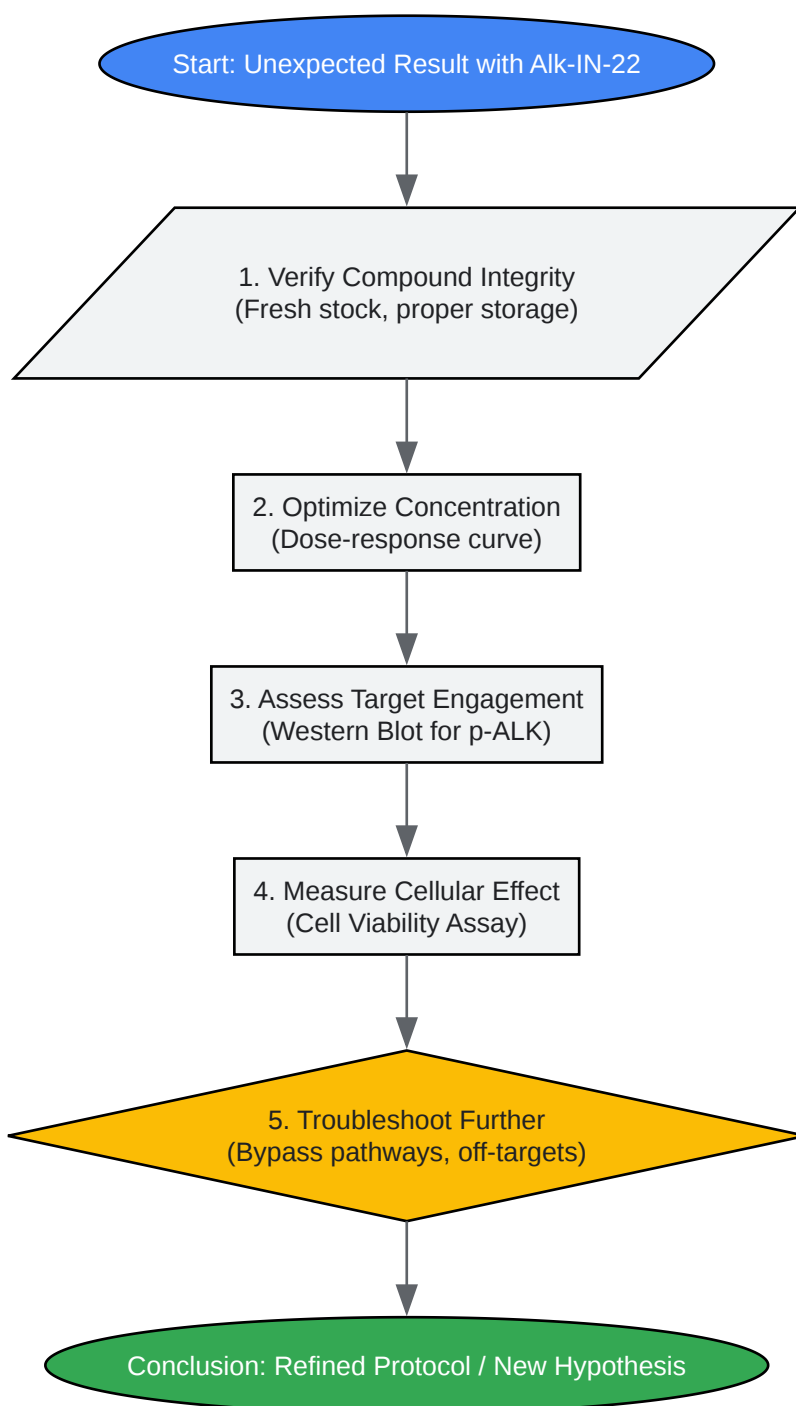 Start: Unexpected Result with Alk-IN-22
1. Verify Compound Integrity
(Fresh stock, proper storage)
2. Optimize Concentration
(Dose-response curve)
3. Assess Target Engagement
(Western Blot for p-ALK)
4. Measure Cellular Effect
(Cell Viability Assay)
5. Troubleshoot Further
(Bypass pathways, off-targets)
Conclusion: Refined Protocol / New Hypothesis